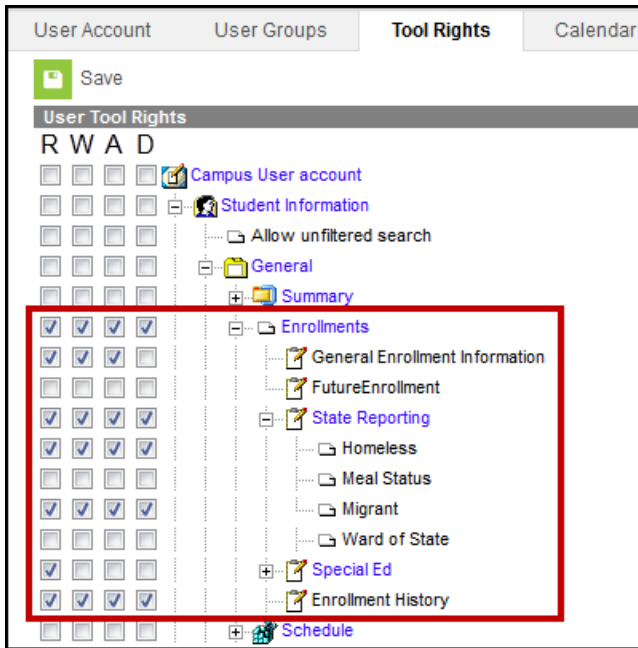 User Account User Groups Tool Rights Calendar
Save
User Tool Rights
R W A D
Campus User account
Student Information
Allow unfiltered search
General
Summary
Enrollments
General Enrollment Information
FutureEnrollment
State Reporting
Homeless
Meal Status
Migrant
Ward of State
Special Ed
Enrollment History
Schedule